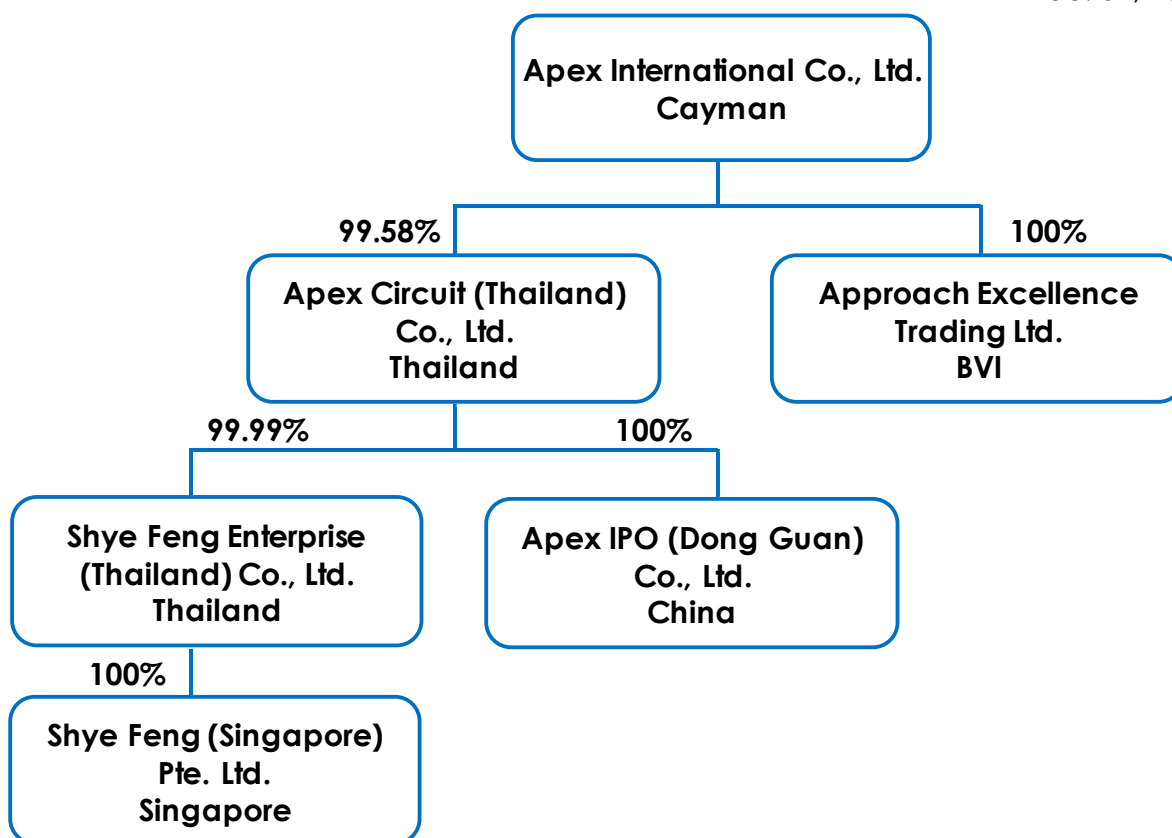 Apex International Co., Ltd.
Cayman
99.58%
100%
Apex Circuit (Thailand)
Co., Ltd.
Thailand
Approach Excellence
Trading Ltd.
BVI
99.99%
100%
Shye Feng Enterprise
(Thailand) Co., Ltd.
Thailand
Apex IPO (Dong Guan)
Co., Ltd.
China
100%
Shye Feng (Singapore)
Pte. Ltd.
Singapore